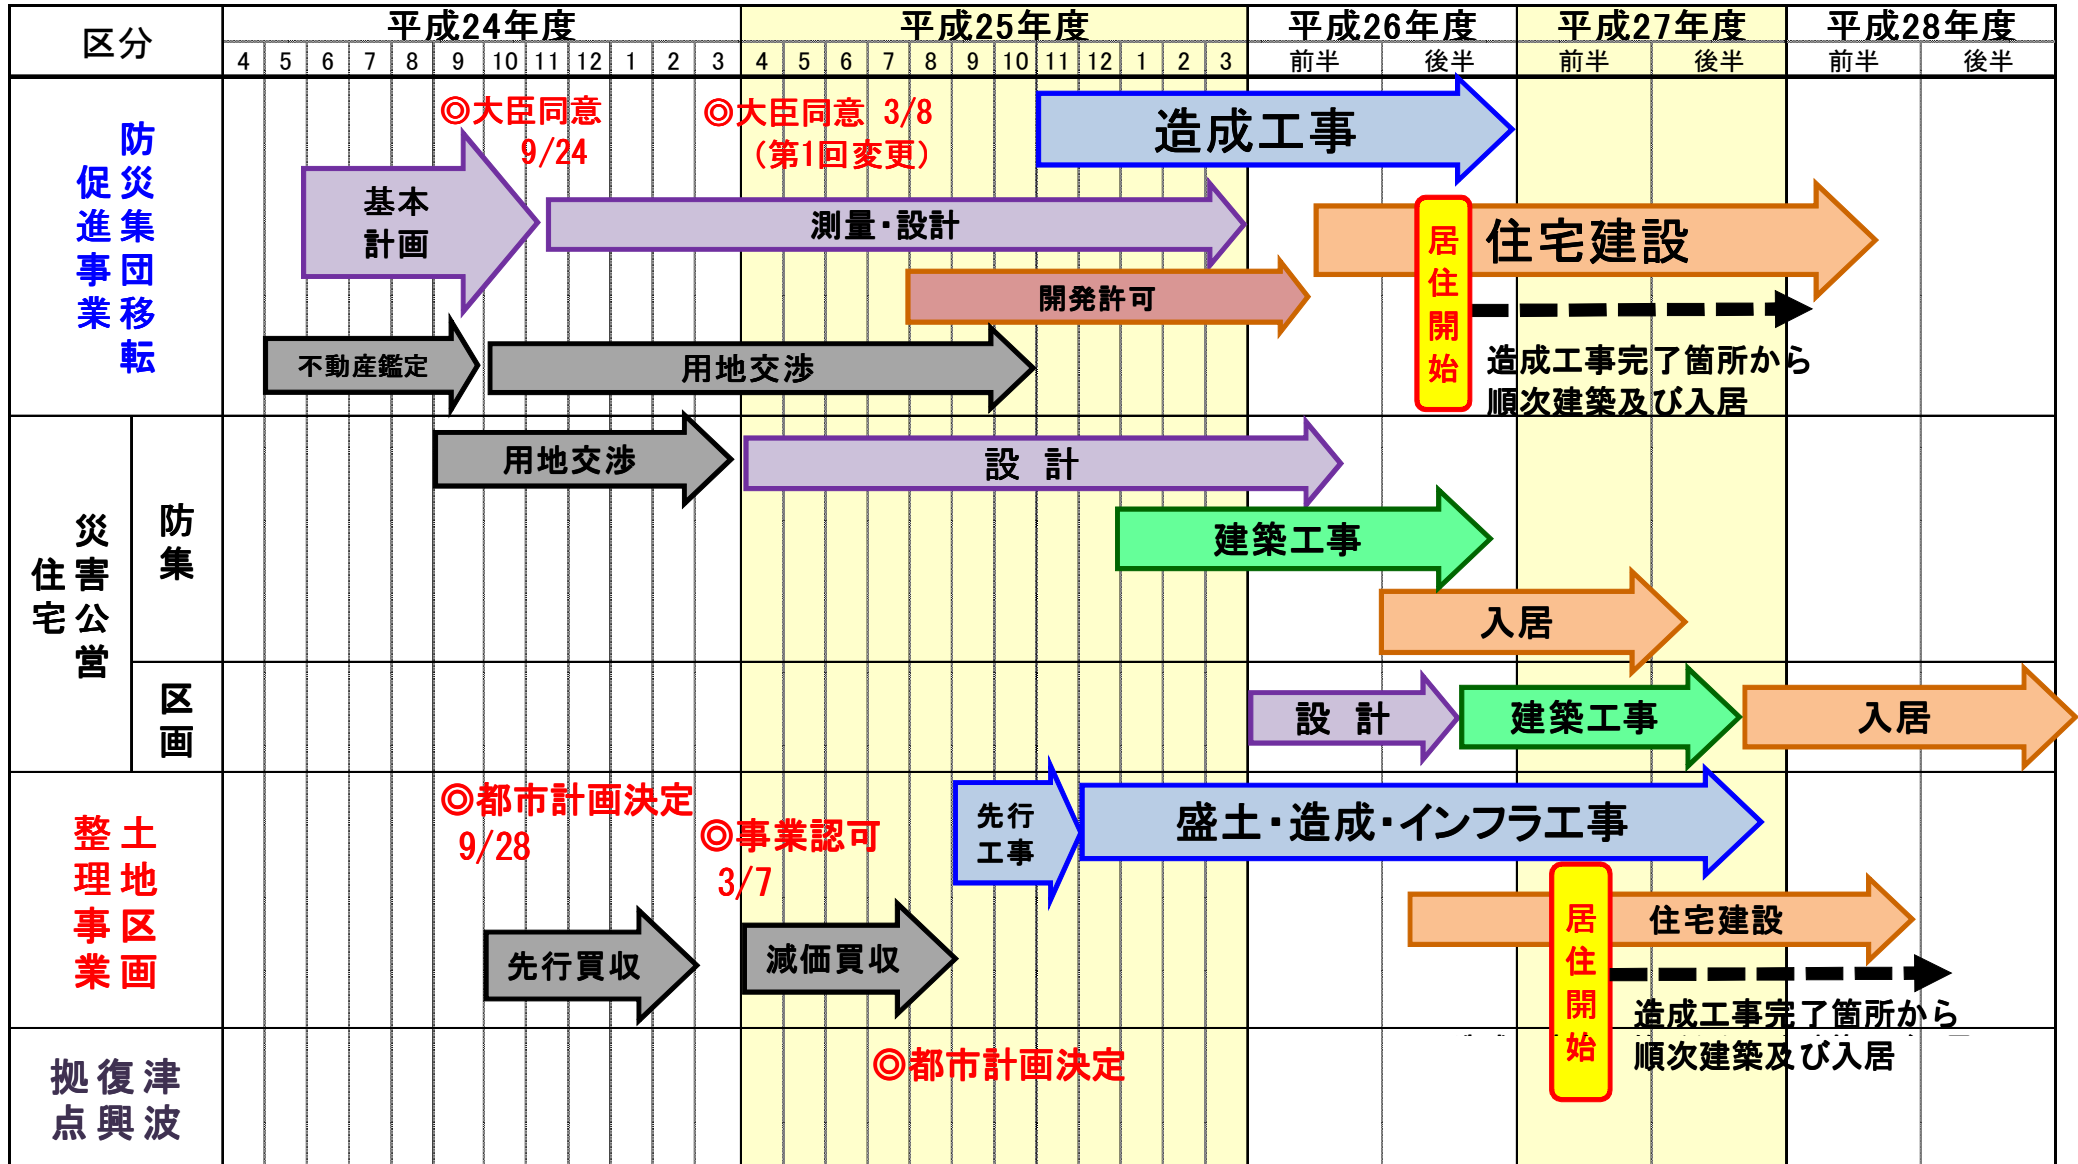 区分
平成24年度 平成25年度 平成26年度 平成27年度 平成28年度
4 5 6 7 8 9 10 11 12 1 2 3 4 5 6 7 8 9 10 11 12 1 2 3 前半 後半 前半 後半 前半 後半
防災集団移転
促進事業
◎大臣同意
9/24
◎大臣同意 3/8
(第1回変更)
造成工事
基本
計画
測量・設計
住宅建設
居住開始
開発許可
不動産鑑定
用地交渉
造成工事完了箇所から
順次建築及び入居
災害公営
住宅
防集
用地交渉
設 計
建築工事
入居
区画
設 計
建築工事
入居
土地区画
整理事業
◎都市計画決定
9/28
◎事業認可
3/7
先行
工事
盛土・造成・インフラ工事
住宅建設
居住開始
先行買収
減価買収
造成工事完了箇所から
順次建築及び入居
津波
復興
拠点
◎都市計画決定